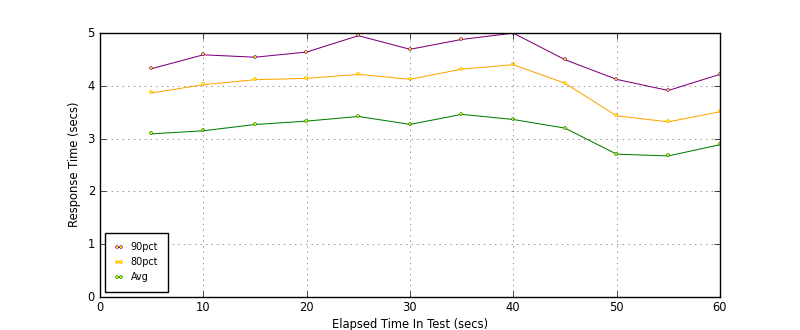 5
4
3
2
1
0
Response Time (secs)
90pct
80pct
Avg
0 10 20 30 40 50 60
Elapsed Time In Test (secs)